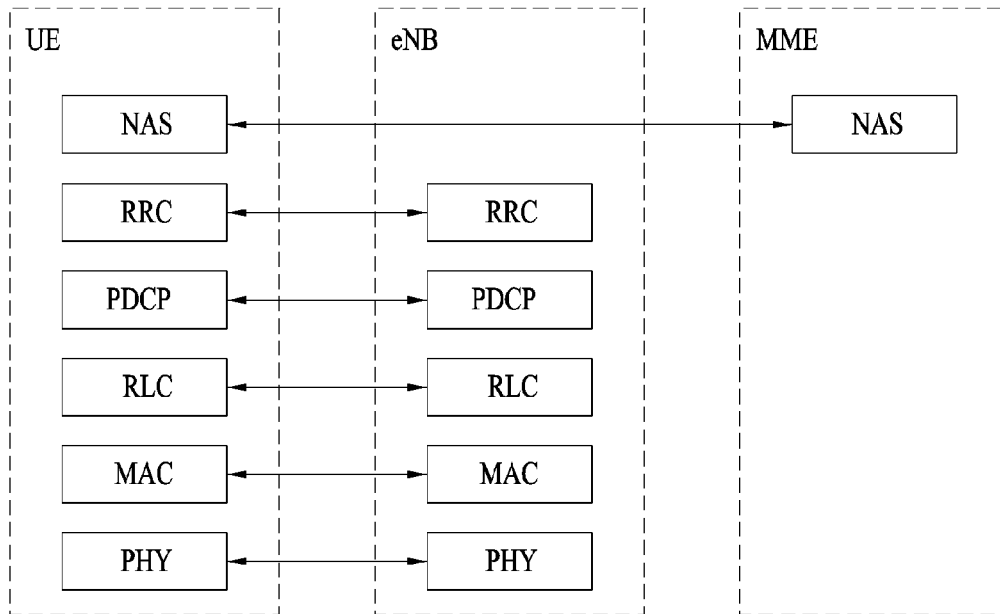 UE eNB MME
NAS NAS
RRC RRC
PDCP PDCP
RLC RLC
MAC MAC
PHY PHY